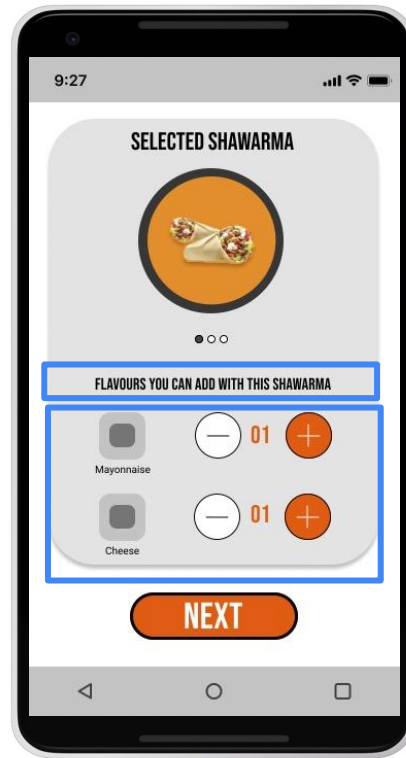 9:27
SELECTED SHAWARMA
FLAVOURS YOU CAN ADD WITH THIS SHAWARMA
01
Mayonnaise
01
Cheese
NEXT